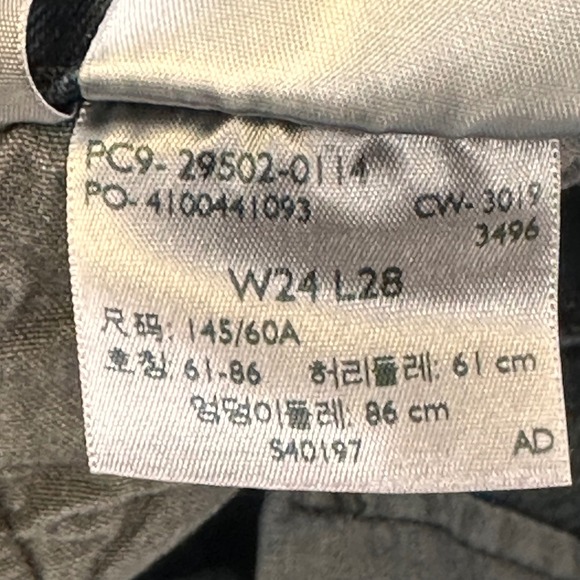 PC9-29502-0114
PO-4100441093 CW-3019
3496
W24 L28
尺码: 145/60A
호칭: 61-86 허리둘레: 61 cm
엉덩이둘레: 86 cm
S40197 AD